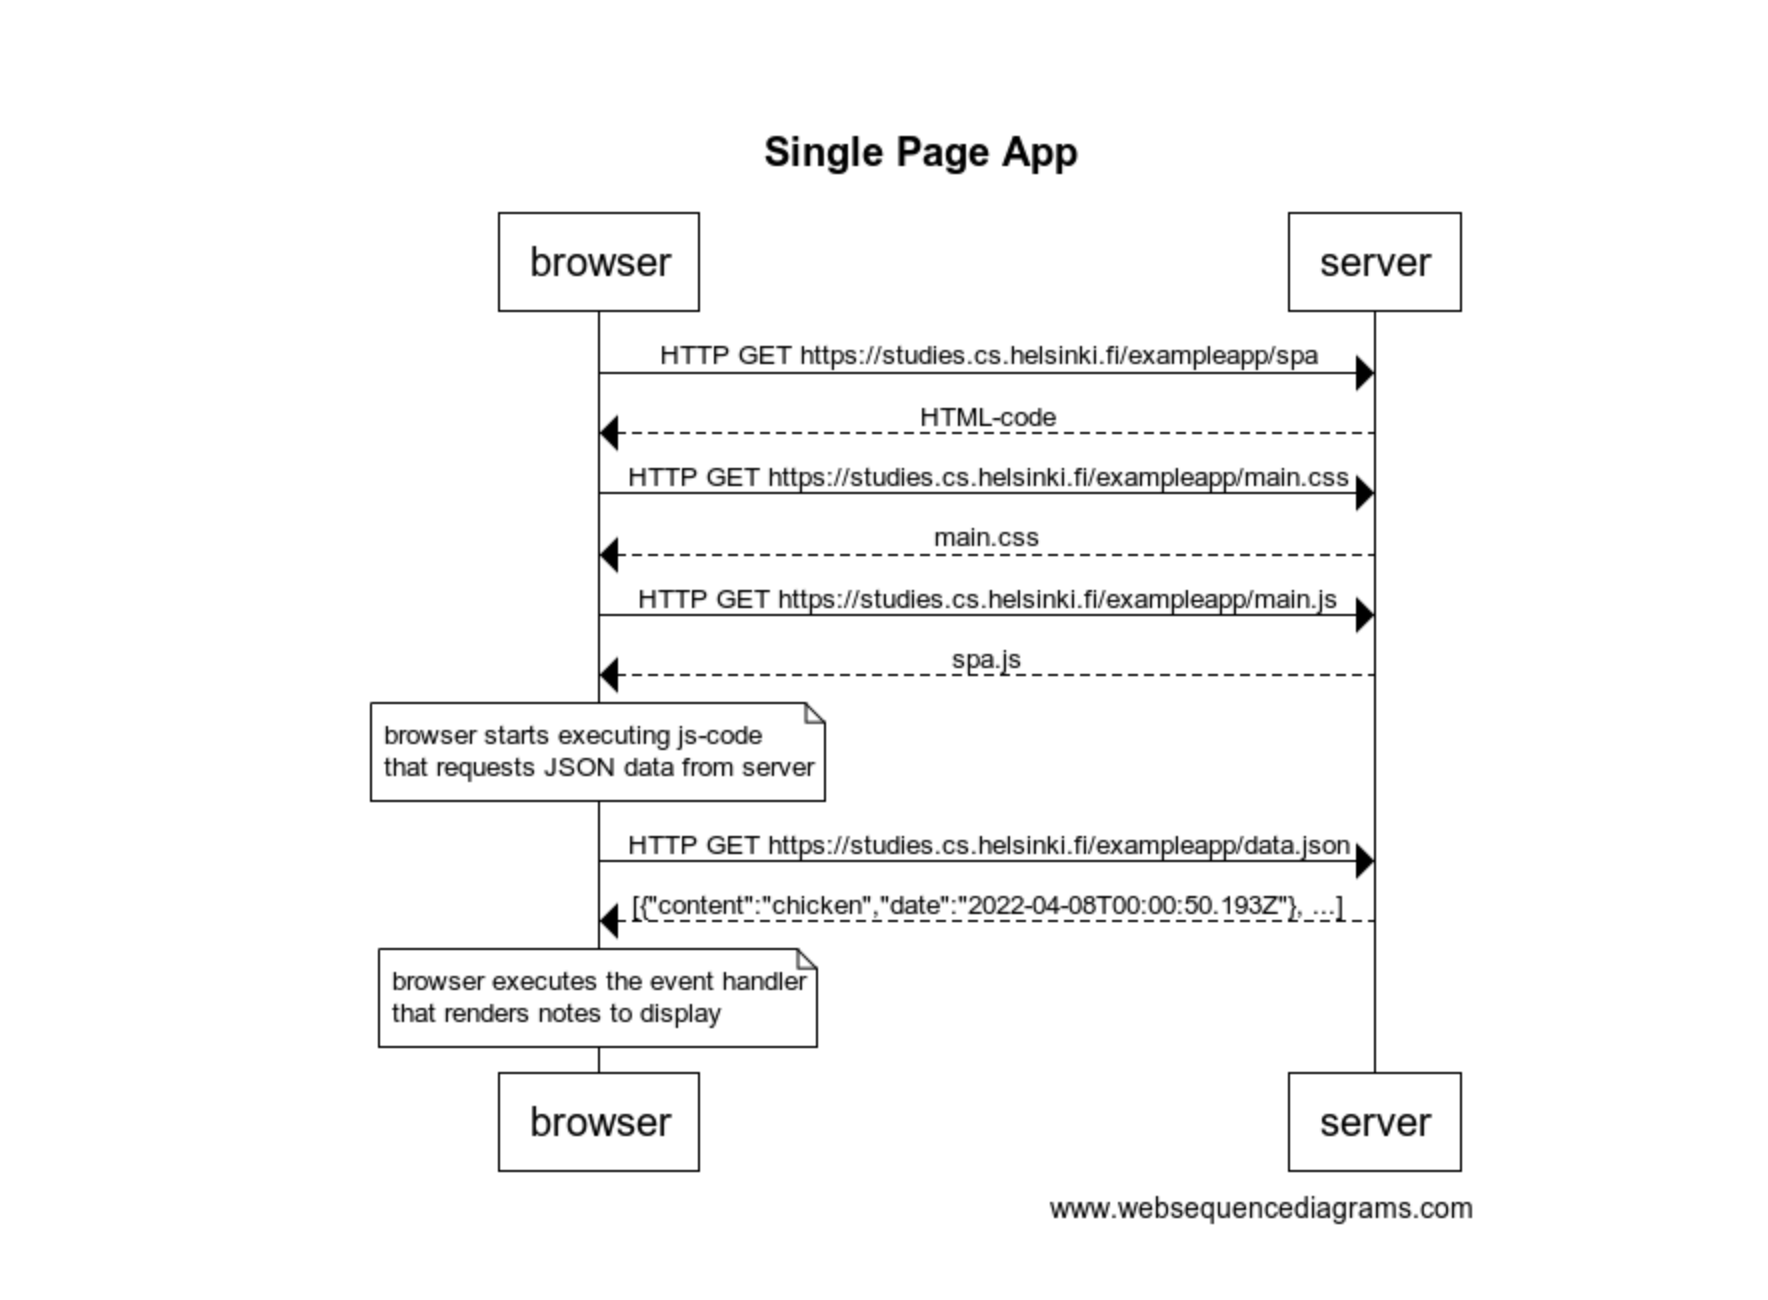 Single Page App
browser
server
HTTP GET https://studies.cs.helsinki.fi/exampleapp/spa
HTML-code
HTTP GET https://studies.cs.helsinki.fi/exampleapp/main.css
main.css
HTTP GET https://studies.cs.helsinki.fi/exampleapp/main.js
spa.js
browser starts executing js-code
that requests JSON data from server
HTTP GET https://studies.cs.helsinki.fi/exampleapp/data.json
[{"content":"chicken","date":"2022-04-08T00:00:50.193Z"}, ...]
browser executes the event handler
that renders notes to display
browser
server
www.websequencediagrams.com